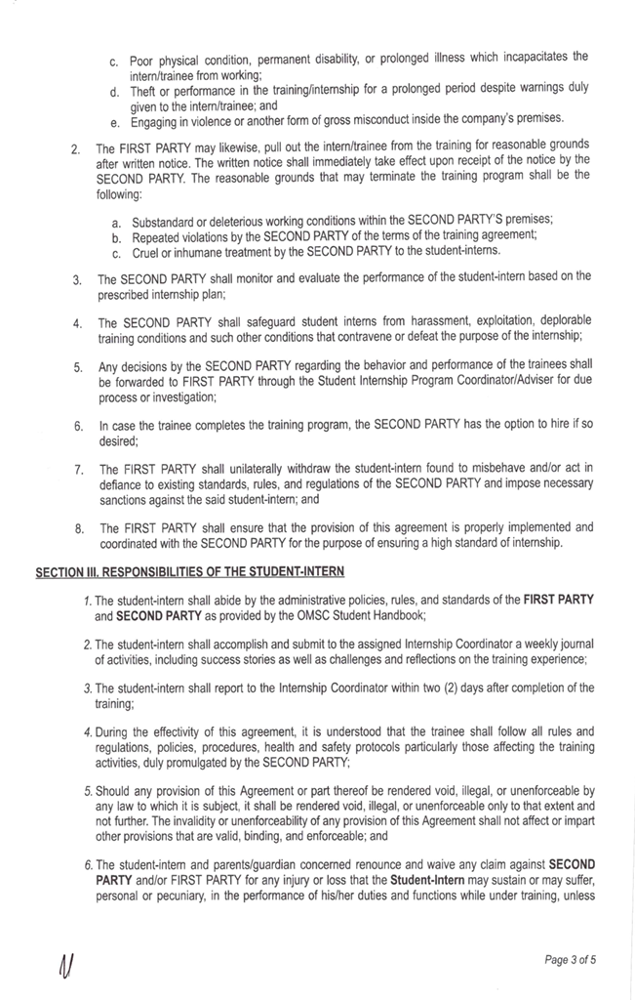 c. Poor physical condition, permanent disability, or prolonged illness which incapacitates the
intern/trainee from working;
d. Theft or performance in the training/internship for a prolonged period despite warnings duly
given to the intern/trainee; and
e. Engaging in violence or another form of gross misconduct inside the company's premises.
2. The FIRST PARTY may likewise, pull out the intern/trainee from the training for reasonable grounds
after written notice. The written notice shall immediately take effect upon receipt of the notice by the
SECOND PARTY. The reasonable grounds that may terminate the training program shall be the
following:
a. Substandard or deleterious working conditions within the SECOND PARTY'S premises;
b. Repeated violations by the SECOND PARTY of the terms of the training agreement;
c. Cruel or inhumane treatment by the SECOND PARTY to the student-interns.
3. The SECOND PARTY shall monitor and evaluate the performance of the student-intern based on the
prescribed internship plan;
4. The SECOND PARTY shall safeguard student interns from harassment, exploitation, deplorable
training conditions and such other conditions that contravene or defeat the purpose of the internship;
5. Any decisions by the SECOND PARTY regarding the behavior and performance of the trainees shall
be forwarded to FIRST PARTY through the Student Internship Program Coordinator/Adviser for due
process or investigation;
6. In case the trainee completes the training program, the SECOND PARTY has the option to hire if so
desired;
7. The FIRST PARTY shall unilaterally withdraw the student-intern found to misbehave and/or act in
defiance to existing standards, rules, and regulations of the SECOND PARTY and impose necessary
sanctions against the said student-intern; and
8. The FIRST PARTY shall ensure that the provision of this agreement is properly implemented and
coordinated with the SECOND PARTY for the purpose of ensuring a high standard of internship.
SECTION III. RESPONSIBILITIES OF THE STUDENT-INTERN
1. The student-intern shall abide by the administrative policies, rules, and standards of the FIRST PARTY
and SECOND PARTY as provided by the OMSC Student Handbook;
2. The student-intern shall accomplish and submit to the assigned Internship Coordinator a weekly journal
of activities, including success stories as well as challenges and reflections on the training experience;
3. The student-intern shall report to the Internship Coordinator within two (2) days after completion of the
training;
4. During the effectivity of this agreement, it is understood that the trainee shall follow all rules and
regulations, policies, procedures, health and safety protocols particularly those affecting the training
activities, duly promulgated by the SECOND PARTY;
5. Should any provision of this Agreement or part thereof be rendered void, illegal, or unenforceable by
any law to which it is subject, it shall be rendered void, illegal, or unenforceable only to that extent and
not further. The invalidity or unenforceability of any provision of this Agreement shall not affect or impart
other provisions that are valid, binding, and enforceable; and
6. The student-intern and parents/guardian concerned renounce and waive any claim against SECOND
PARTY and/or FIRST PARTY for any injury or loss that the Student-Intern may sustain or may suffer,
personal or pecuniary, in the performance of his/her duties and functions while under training, unless
Page 3 of 5